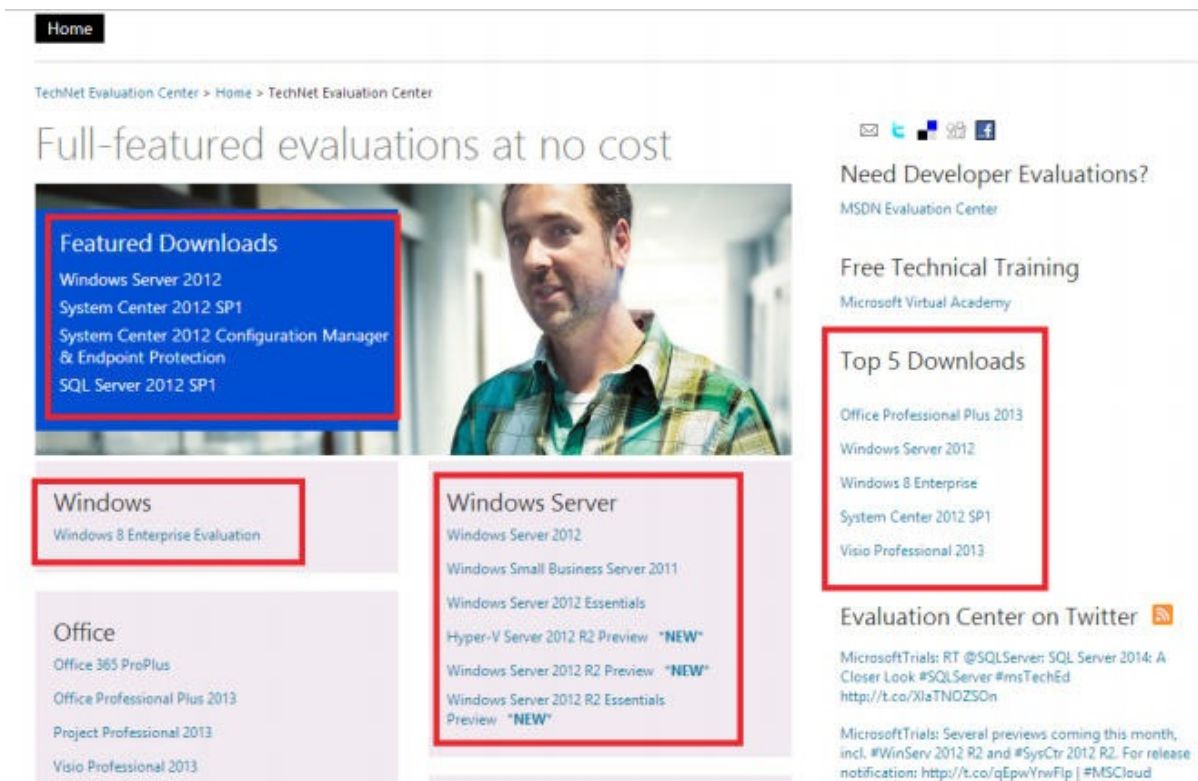 Home
TechNet Evaluation Center > Home > TechNet Evaluation Center
Full-featured evaluations at no cost
Featured Downloads
Windows Server 2012
System Center 2012 SP1
System Center 2012 Configuration Manager
& Endpoint Protection
SQL Server 2012 SP1
Windows
Windows 8 Enterprise Evaluation
Office
Office 365 ProPlus
Office Professional Plus 2013
Project Professional 2013
Visio Professional 2013
Windows Server
Windows Server 2012
Windows Small Business Server 2011
Windows Server 2012 Essentials
Hyper-V Server 2012 R2 Preview *NEW*
Windows Server 2012 R2 Preview *NEW*
Windows Server 2012 R2 Essentials
Preview *NEW*
Need Developer Evaluations?
MSDN Evaluation Center
Free Technical Training
Microsoft Virtual Academy
Top 5 Downloads
Office Professional Plus 2013
Windows Server 2012
Windows 8 Enterprise
System Center 2012 SP1
Visio Professional 2013
Evaluation Center on Twitter
MicrosoftTrials: RT @SQLServer: SQL Server 2014: A
Closer Look #SQLServer #msTechEd
http://t.co/XIaTNOZSOn
MicrosoftTrials: Several previews coming this month,
incl. #WinServ 2012 R2 and #SysCtr 2012 R2. For release
notification: http://t.co/qEpwYrwFlp | #MSCloud